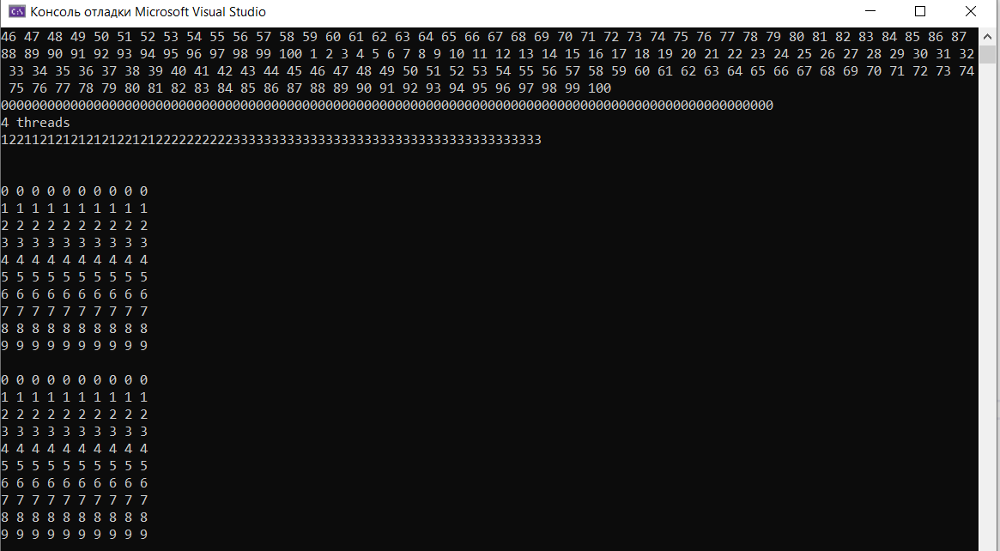 Консоль отладки Microsoft Visual Studio
46 47 48 49 50 51 52 53 54 55 56 57 58 59 60 61 62 63 64 65 66 67 68 69 70 71 72 73 74 75 76 77 78 79 80 81 82 83 84 85 86 87
88 89 90 91 92 93 94 95 96 97 98 99 100 1 2 3 4 5 6 7 8 9 10 11 12 13 14 15 16 17 18 19 20 21 22 23 24 25 26 27 28 29 30 31 32
33 34 35 36 37 38 39 40 41 42 43 44 45 46 47 48 49 50 51 52 53 54 55 56 57 58 59 60 61 62 63 64 65 66 67 68 69 70 71 72 73 74
75 76 77 78 79 80 81 82 83 84 85 86 87 88 89 90 91 92 93 94 95 96 97 98 99 100
0000000000000000000000000000000000000000000000000000000000000000000000000000000000000000000000000000
4 threads
1221121212121212212122222222223333333333333333333333333333333333333333
0 0 0 0 0 0 0 0 0 0
1 1 1 1 1 1 1 1 1 1
2 2 2 2 2 2 2 2 2 2
3 3 3 3 3 3 3 3 3 3
4 4 4 4 4 4 4 4 4 4
5 5 5 5 5 5 5 5 5 5
6 6 6 6 6 6 6 6 6 6
7 7 7 7 7 7 7 7 7 7
8 8 8 8 8 8 8 8 8 8
9 9 9 9 9 9 9 9 9 9
0 0 0 0 0 0 0 0 0 0
1 1 1 1 1 1 1 1 1 1
2 2 2 2 2 2 2 2 2 2
3 3 3 3 3 3 3 3 3 3
4 4 4 4 4 4 4 4 4 4
5 5 5 5 5 5 5 5 5 5
6 6 6 6 6 6 6 6 6 6
7 7 7 7 7 7 7 7 7 7
8 8 8 8 8 8 8 8 8 8
9 9 9 9 9 9 9 9 9 9